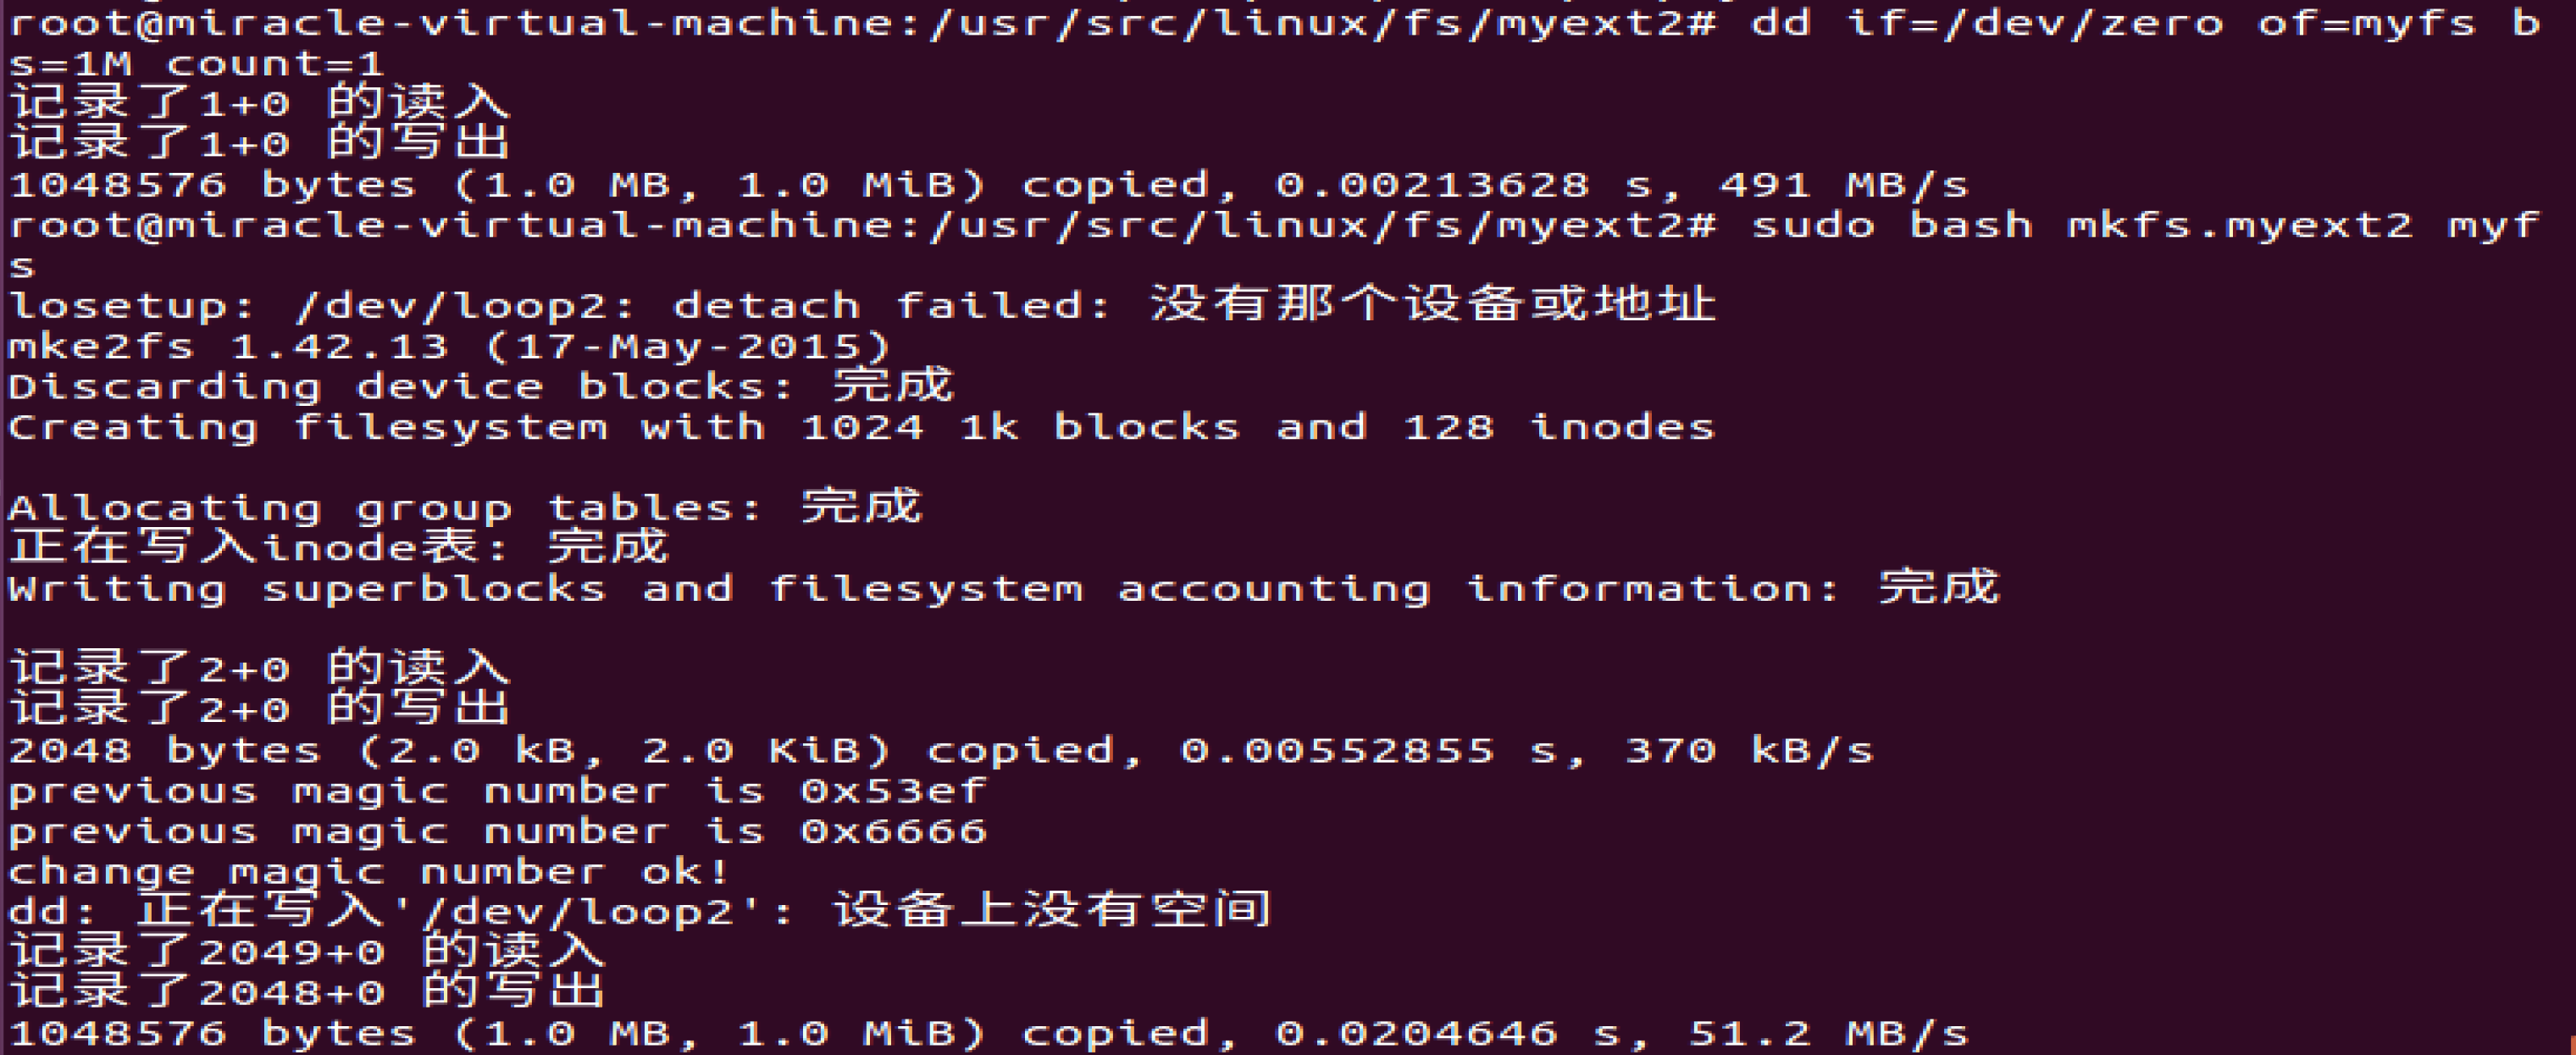 root@miracle-virtual-machine:/usr/src/linux/fs/myext2# dd if=/dev/zero of=myfs b
s=1M count=1
记录了1+0 的读入
记录了1+0 的写出
1048576 bytes (1.0 MB, 1.0 MiB) copied, 0.00213628 s, 491 MB/s
root@miracle-virtual-machine:/usr/src/linux/fs/myext2# sudo bash mkfs.myext2 myf
s
losetup: /dev/loop2: detach failed: 没有那个设备或地址
mke2fs 1.42.13 (17-May-2015)
Discarding device blocks: 完成
Creating filesystem with 1024 1k blocks and 128 inodes
Allocating group tables: 完成
正在写入inode表: 完成
Writing superblocks and filesystem accounting information: 完成
记录了2+0 的读入
记录了2+0 的写出
2048 bytes (2.0 kB, 2.0 KiB) copied, 0.00552855 s, 370 kB/s
previous magic number is 0x53ef
previous magic number is 0x6666
change magic number ok!
dd: 正在写入'/dev/loop2': 设备上没有空间
记录了2049+0 的读入
记录了2048+0 的写出
1048576 bytes (1.0 MB, 1.0 MiB) copied, 0.0204646 s, 51.2 MB/s